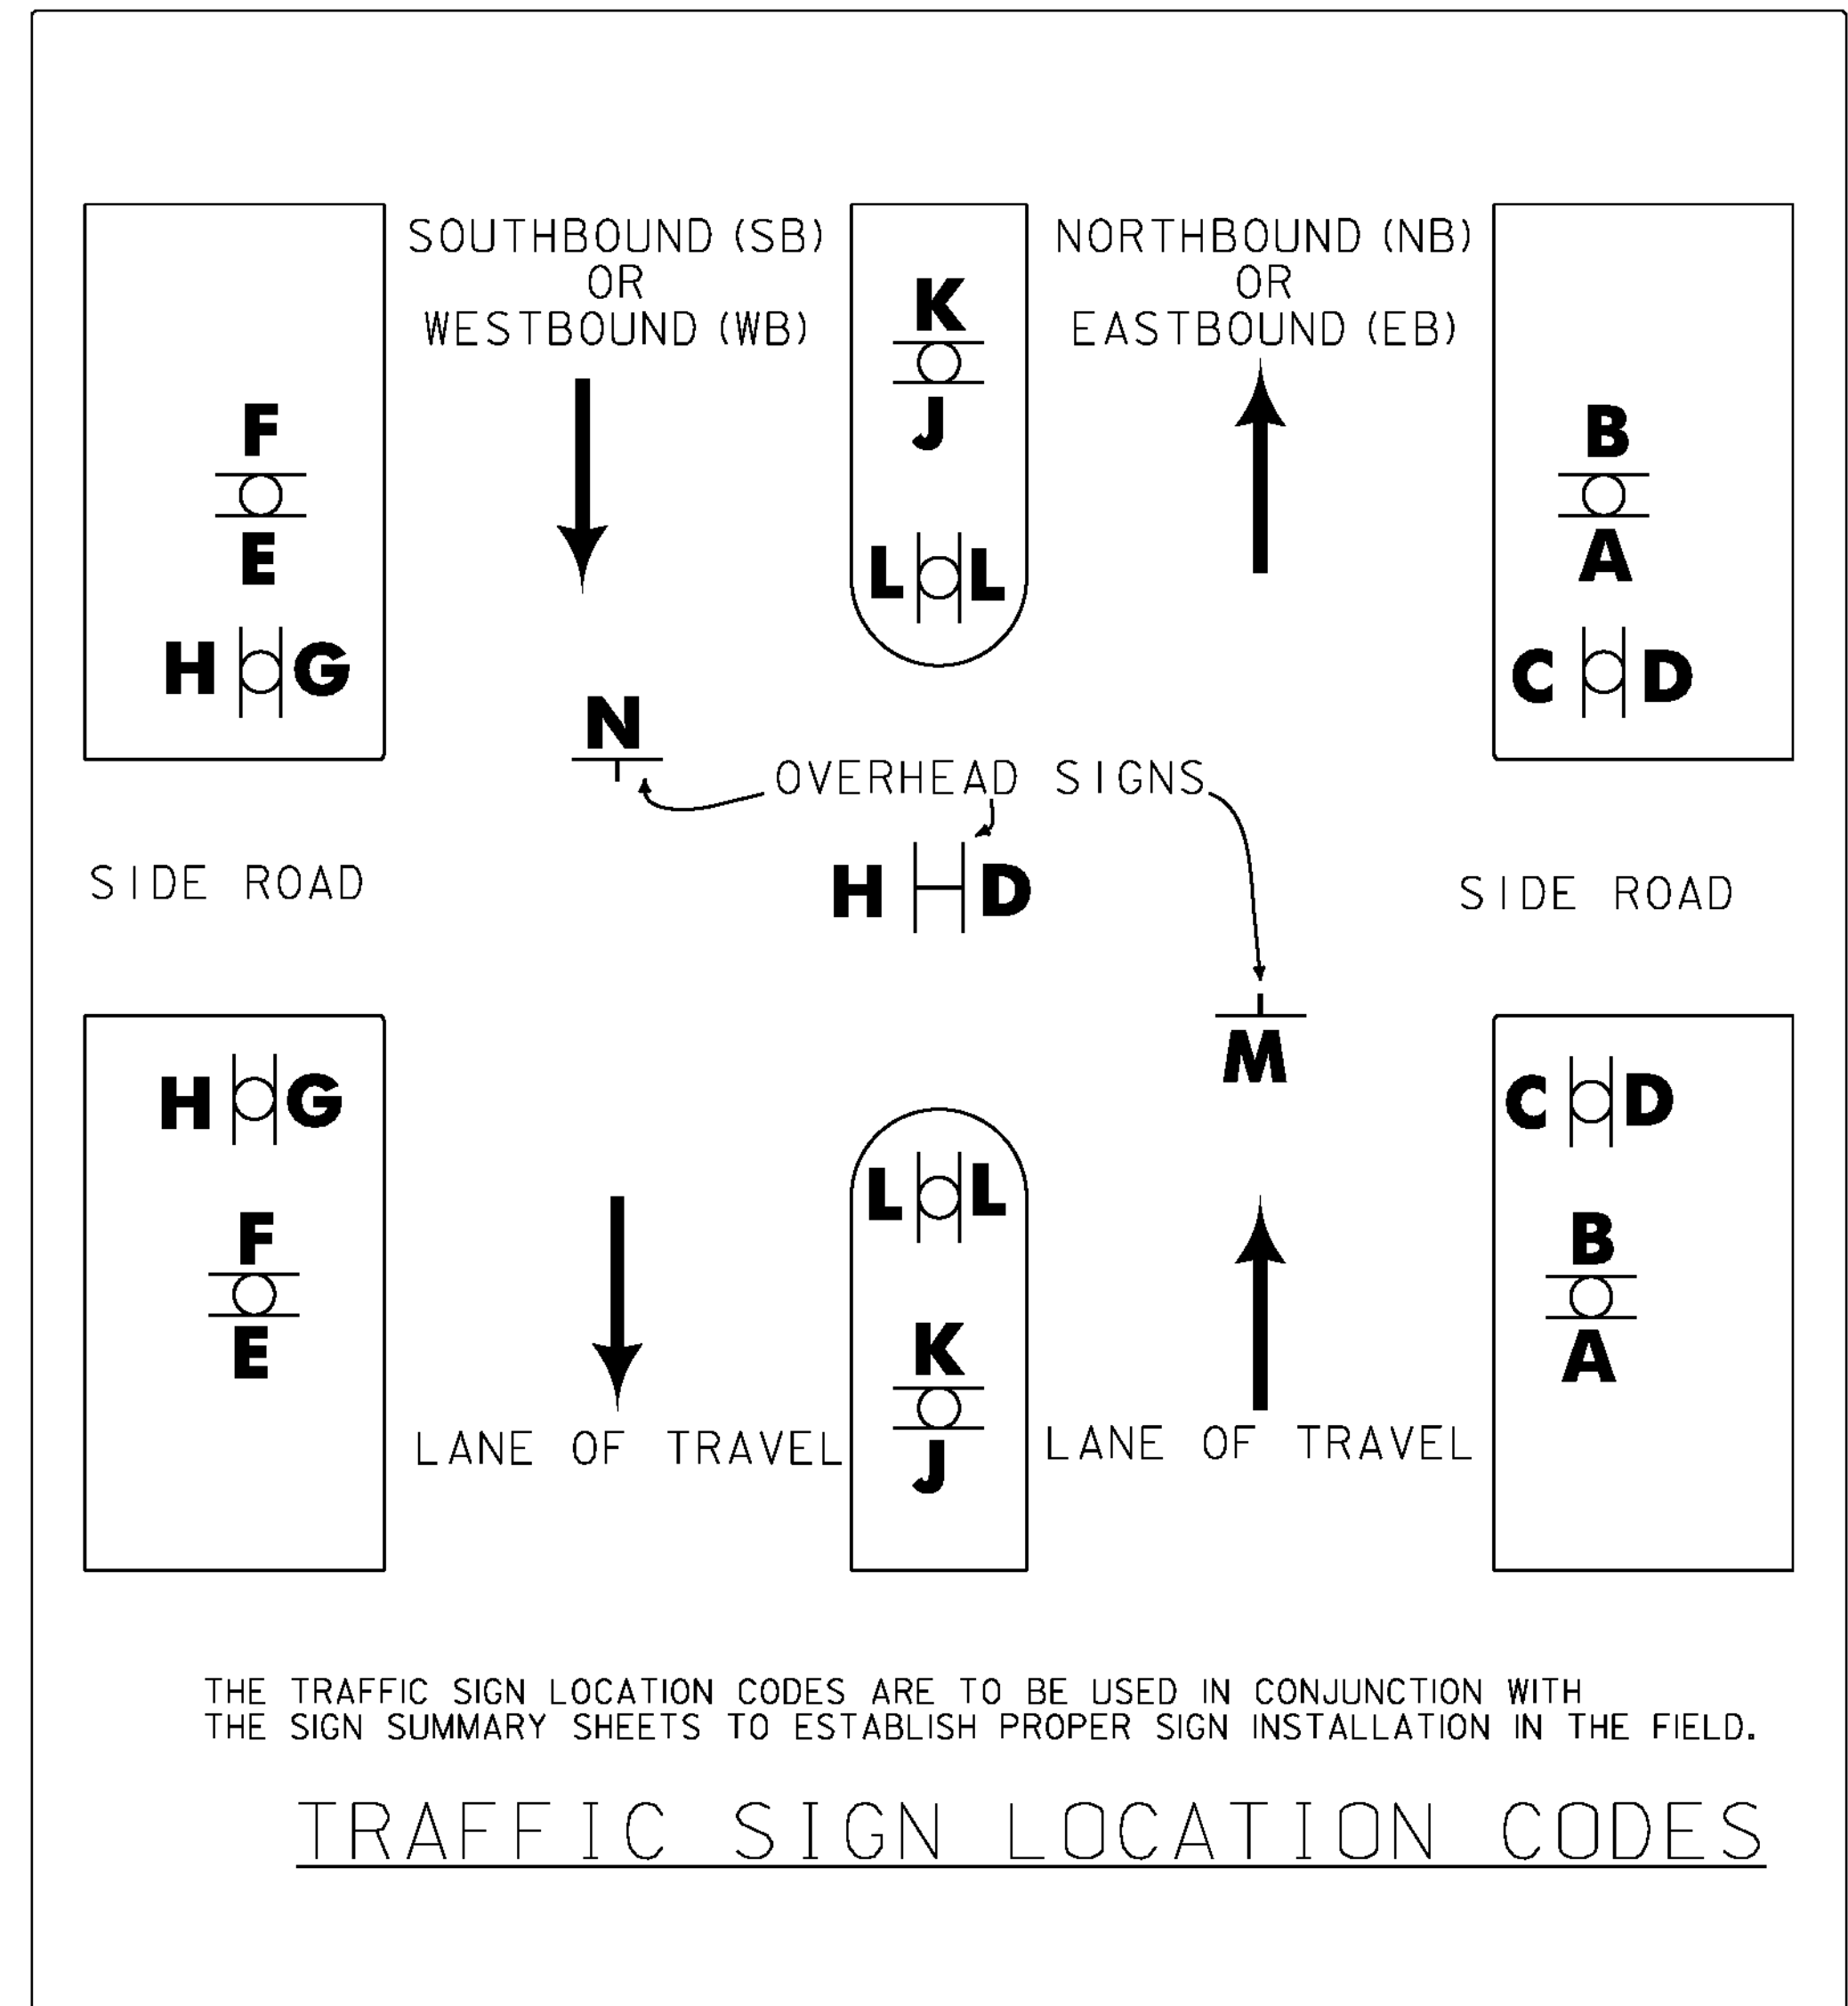 SOUTHBOUND (SB)
OR
WESTBOUND (WB)
NORTHBOUND (NB)
OR
EASTBOUND (EB)
K
J
F
E
B
A
L L
H G
C D
N
OVERHEAD SIGNS
SIDE ROAD
H D
SIDE ROAD
M
H G
C D
L L
F
E
B
A
K
J
LANE OF TRAVEL
LANE OF TRAVEL
THE TRAFFIC SIGN LOCATION CODES ARE TO BE USED IN CONJUNCTION WITH
THE SIGN SUMMARY SHEETS TO ESTABLISH PROPER SIGN INSTALLATION IN THE FIELD.
TRAFFIC SIGN LOCATION CODES